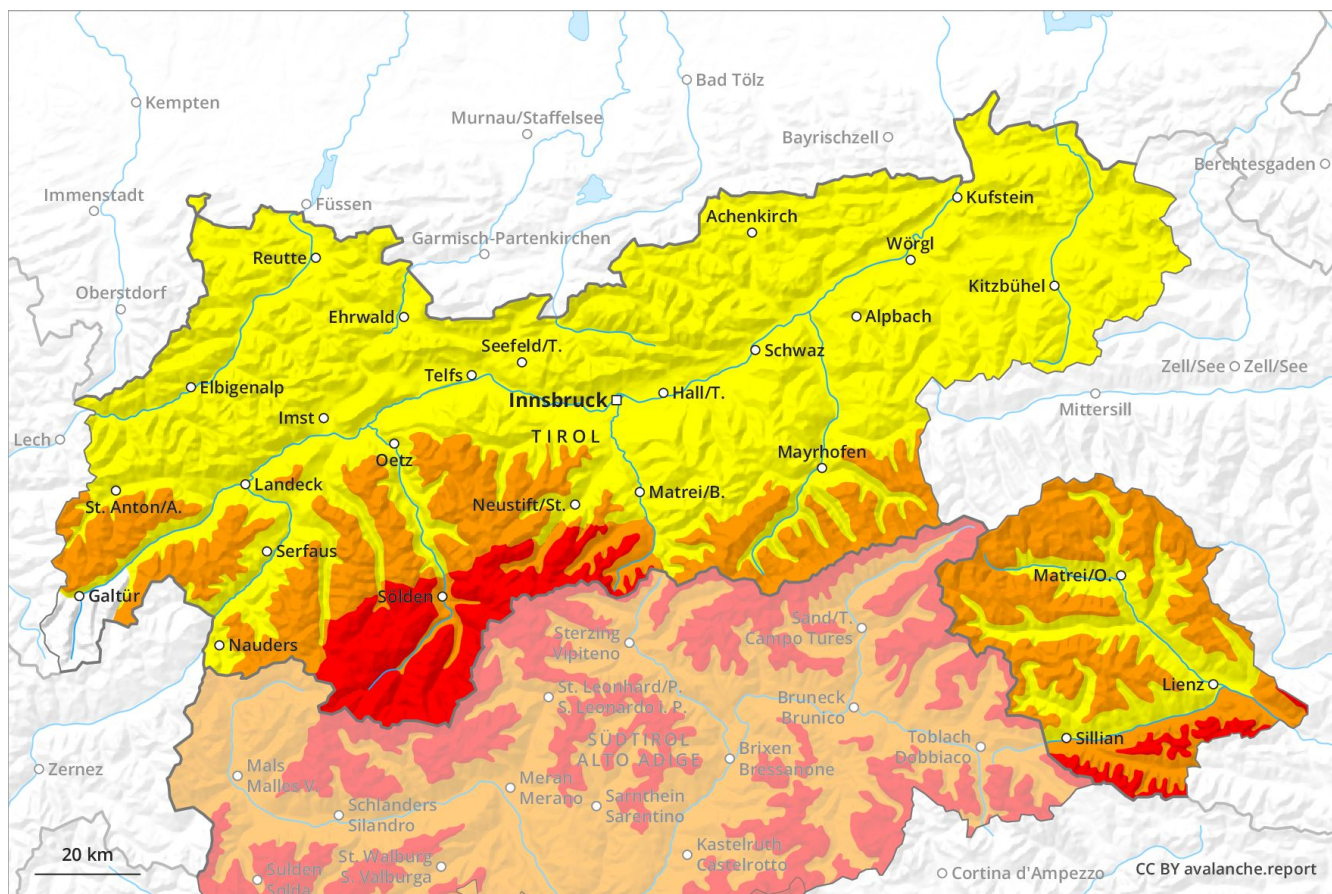 Bad Tölz
Kempten
Murnau/Staffelsee
Bayrischzell
Berchtesgaden
Immenstadt
Füssen
Kufstein
Achenkirch
Garmisch-Partenkirchen
Wörgl
Reutte
Kitzbühel
Oberstdorf
Ehrwald
Alpbach
Seefeld/T.
Schwaz
Telfs
Zell/See
Zell/See
Elbigenalp
Innsbruck
Hall/T.
Mittersill
Imst
TIROL
Lech
Oetz
Mayrhofen
Landeck
Matrei/B.
St. Anton/A.
Neustift/St.
Serfaus
Matrei/O.
Galtür
Sölden
Sand/T.
Campo Tures
Sterzing
Vipiteno
Nauders
Lienz
St. Leonhard/P.
S. Leonardo i. P.
Bruneck
Brunico
Sillian
SÜDTIROL
ALTO ADIGE
Toblach
Dobbiaco
Brixen
Bressanone
Zernez
Mals
Malles V.
Meran
Merano
Sarnthein
Sarentino
Schlanders
Silandro
20 km
St. Walburg
S. Valburga
Kastelruth
Castelrotto
Sulden
Solda
Cortina d'Ampezzo
CC BY avalanche.report